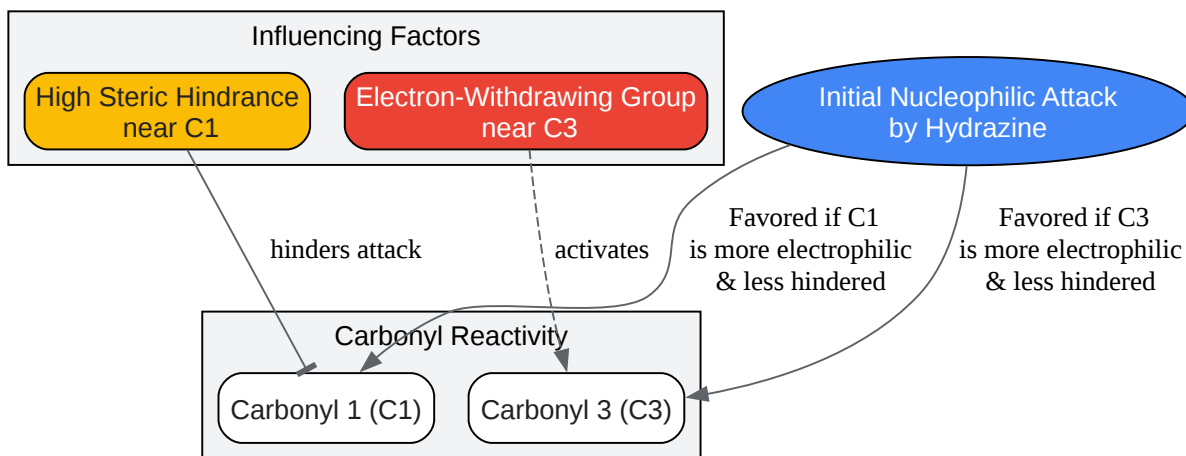 Influencing Factors
High Steric Hindrance
near C1
Electron-Withdrawing Group
near C3
Initial Nucleophilic Attack
by Hydrazine
hinders attack
activates
Favored if C1
is more electrophilic
& less hindered
Favored if C3
is more electrophilic
& less hindered
Carbonyl Reactivity
Carbonyl 1 (C1)
Carbonyl 3 (C3)